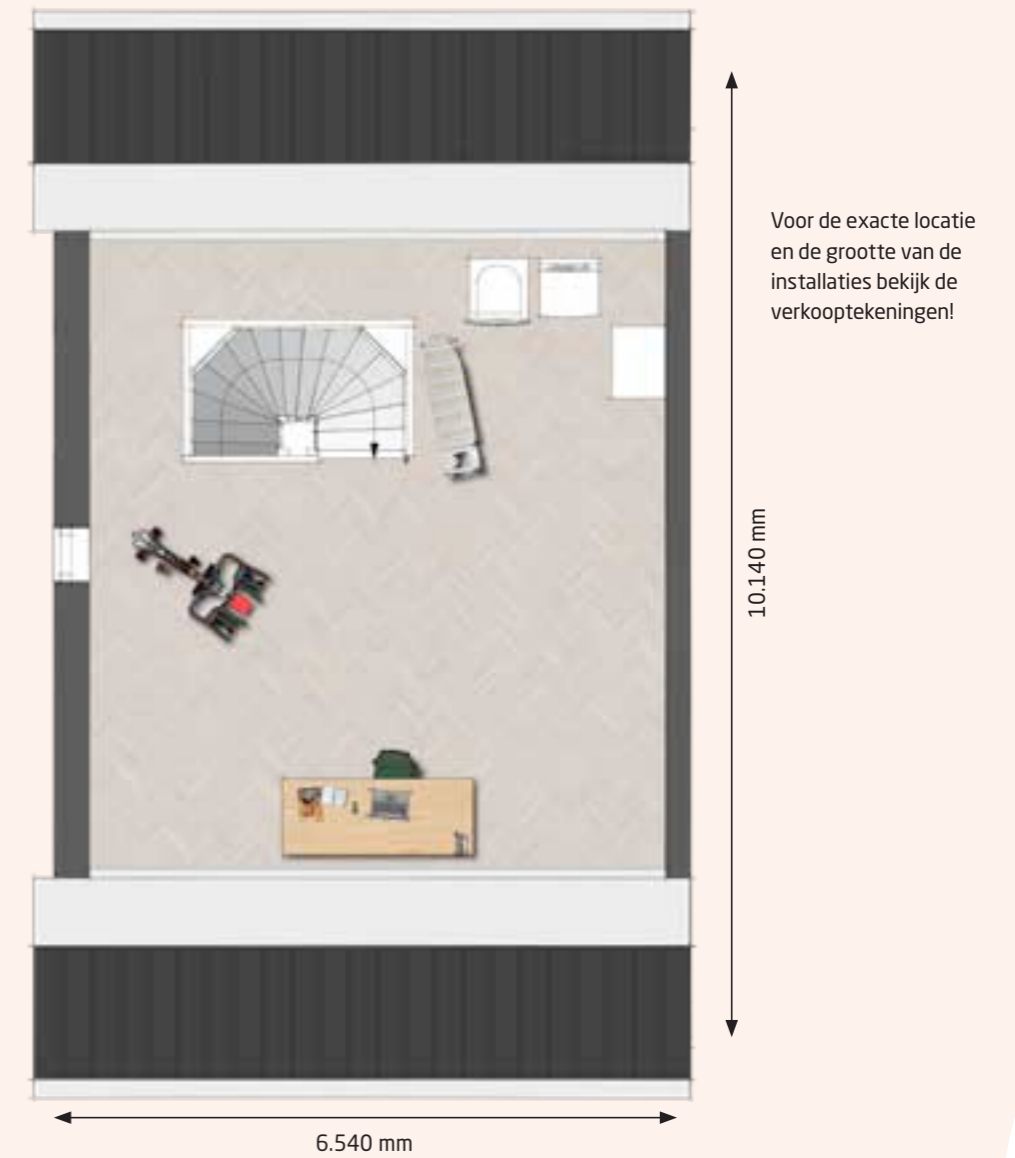 Voor de exacte locatie
en de grootte van de
installaties bekijk de
verkooptekeningen!
10.140 mm
6.540 mm